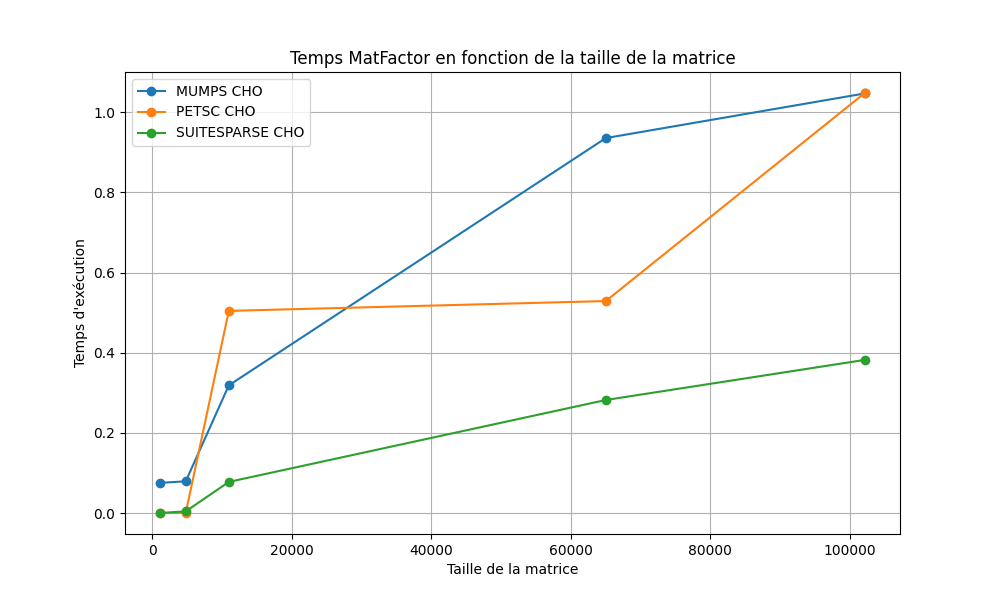 Temps MatFactor en fonction de la taille de la matrice
MUMPS CHO
PETSC CHO
SUITESPARSE CHO
Temps d'exécution
1.0
0.8
0.6
0.4
0.2
0.0
0 20000 40000 60000 80000 100000
Taille de la matrice